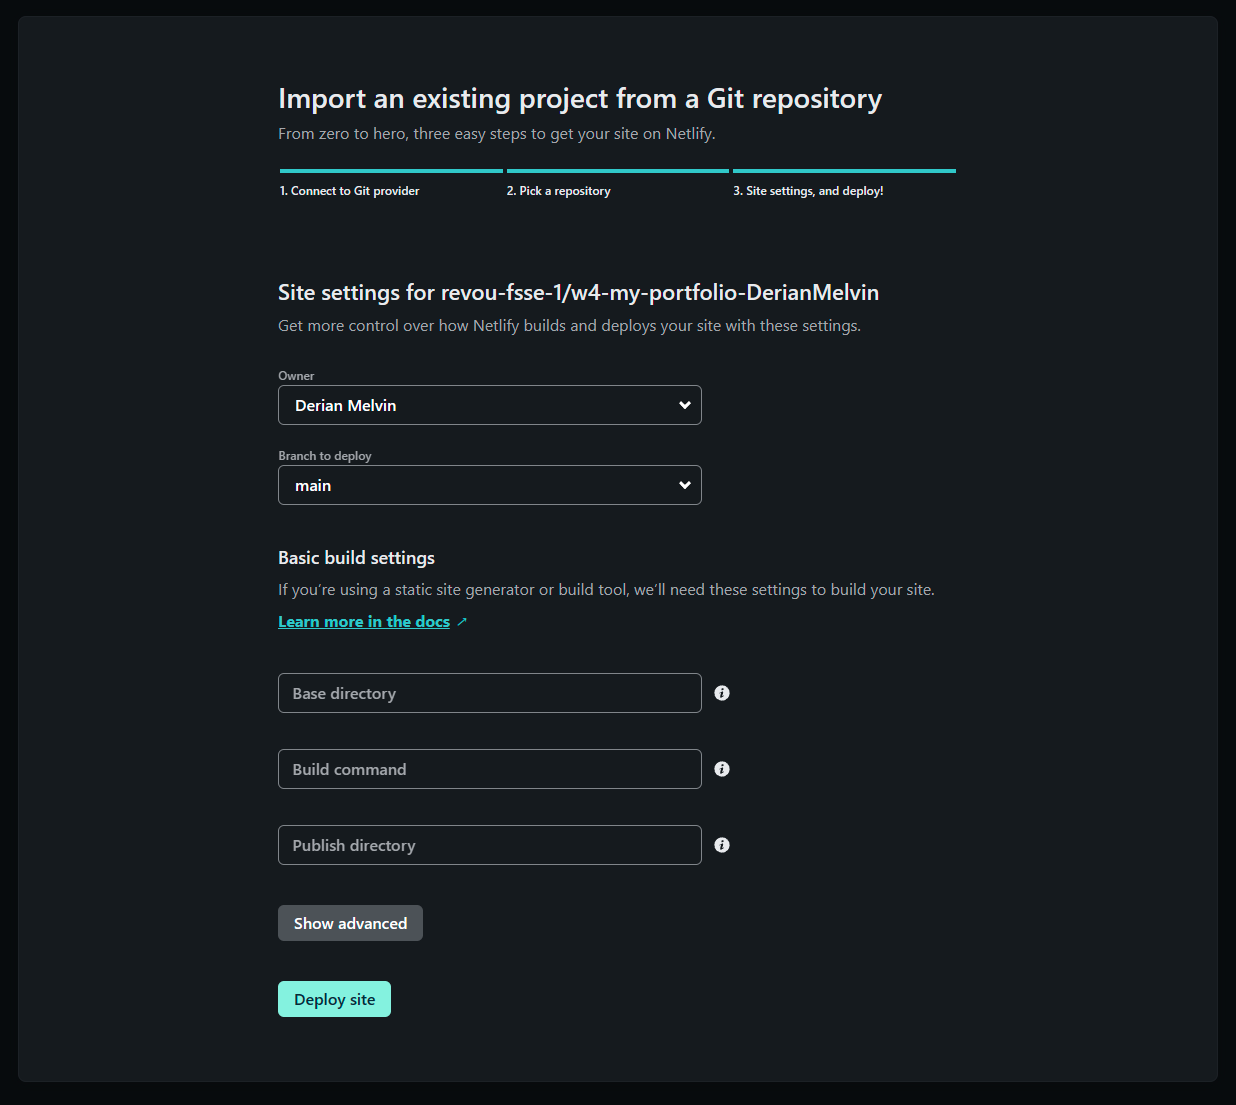 Import an existing project from a Git repository
From zero to hero, three easy steps to get your site on Netlify.
1. Connect to Git provider
2. Pick a repository
3. Site settings, and deploy!
Site settings for revou-fsse-1/w4-my-portfolio-DerianMelvin
Get more control over how Netlify builds and deploys your site with these settings.
Owner
Derian Melvin
Branch to deploy
main
Basic build settings
If you’re using a static site generator or build tool, we’ll need these settings to build your site.
Learn more in the docs ↗
Base directory
Build command
Publish directory
Show advanced
Deploy site